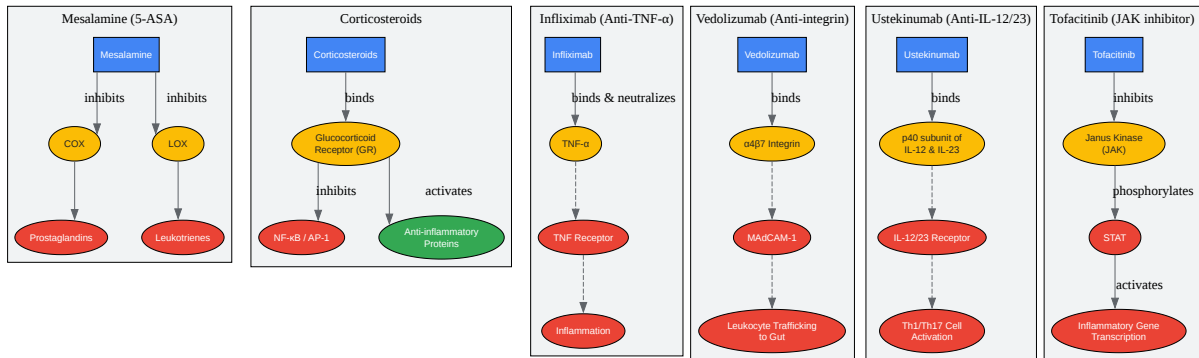 Mesalamine (5-ASA)
Mesalamine
inhibits
inhibits
COX
LOX
Prostaglandins
Leukotrienes
Corticosteroids
Corticosteroids
binds
Glucocorticoid
Receptor (GR)
inhibits
activates
NF-κB / AP-1
Anti-inflammatory
Proteins
Infliximab (Anti-TNF-α)
Infliximab
binds & neutralizes
TNF-α
TNF Receptor
Inflammation
Vedolizumab (Anti-integrin)
Vedolizumab
binds
α4β7 Integrin
MAdCAM-1
Leukocyte Trafficking
to Gut
Ustekinumab (Anti-IL-12/23)
Ustekinumab
binds
p40 subunit of
IL-12 & IL-23
IL-12/23 Receptor
Th1/Th17 Cell
Activation
Tofacitinib (JAK inhibitor)
Tofacitinib
inhibits
Janus Kinase
(JAK)
phosphorylates
STAT
activates
Inflammatory Gene
Transcription